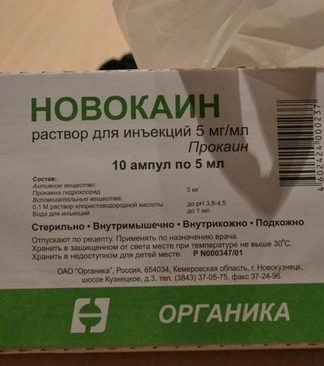 НОВОКАИН
раствор для инъекций 5 мг/мл
Прокаин
10 ампул по 5 мл
Состав:
Активное вещество:
Прокаина гидрохлорид 5 мг
Вспомогательные вещества:
0,1 М раствор хлористоводородной кислоты до pH 3,8-4,5
Вода для инъекций до 1 мл
Стерильно • Внутримышечно • Внутрикожно • Подкожно
Отпускают по рецепту. Применять по назначению врача.
Хранить в защищенном от света месте при температуре не выше 30°С.
Хранить в недоступном для детей месте. Р N000347/01
ОАО "Органика", Россия, 654034, Кемеровская область, г. Новокузнецк,
шоссе Кузнецкое, д.3, тел. (3843) 37-05-75, факс 37-24-96.
ОРГАНИКА
4602424000237